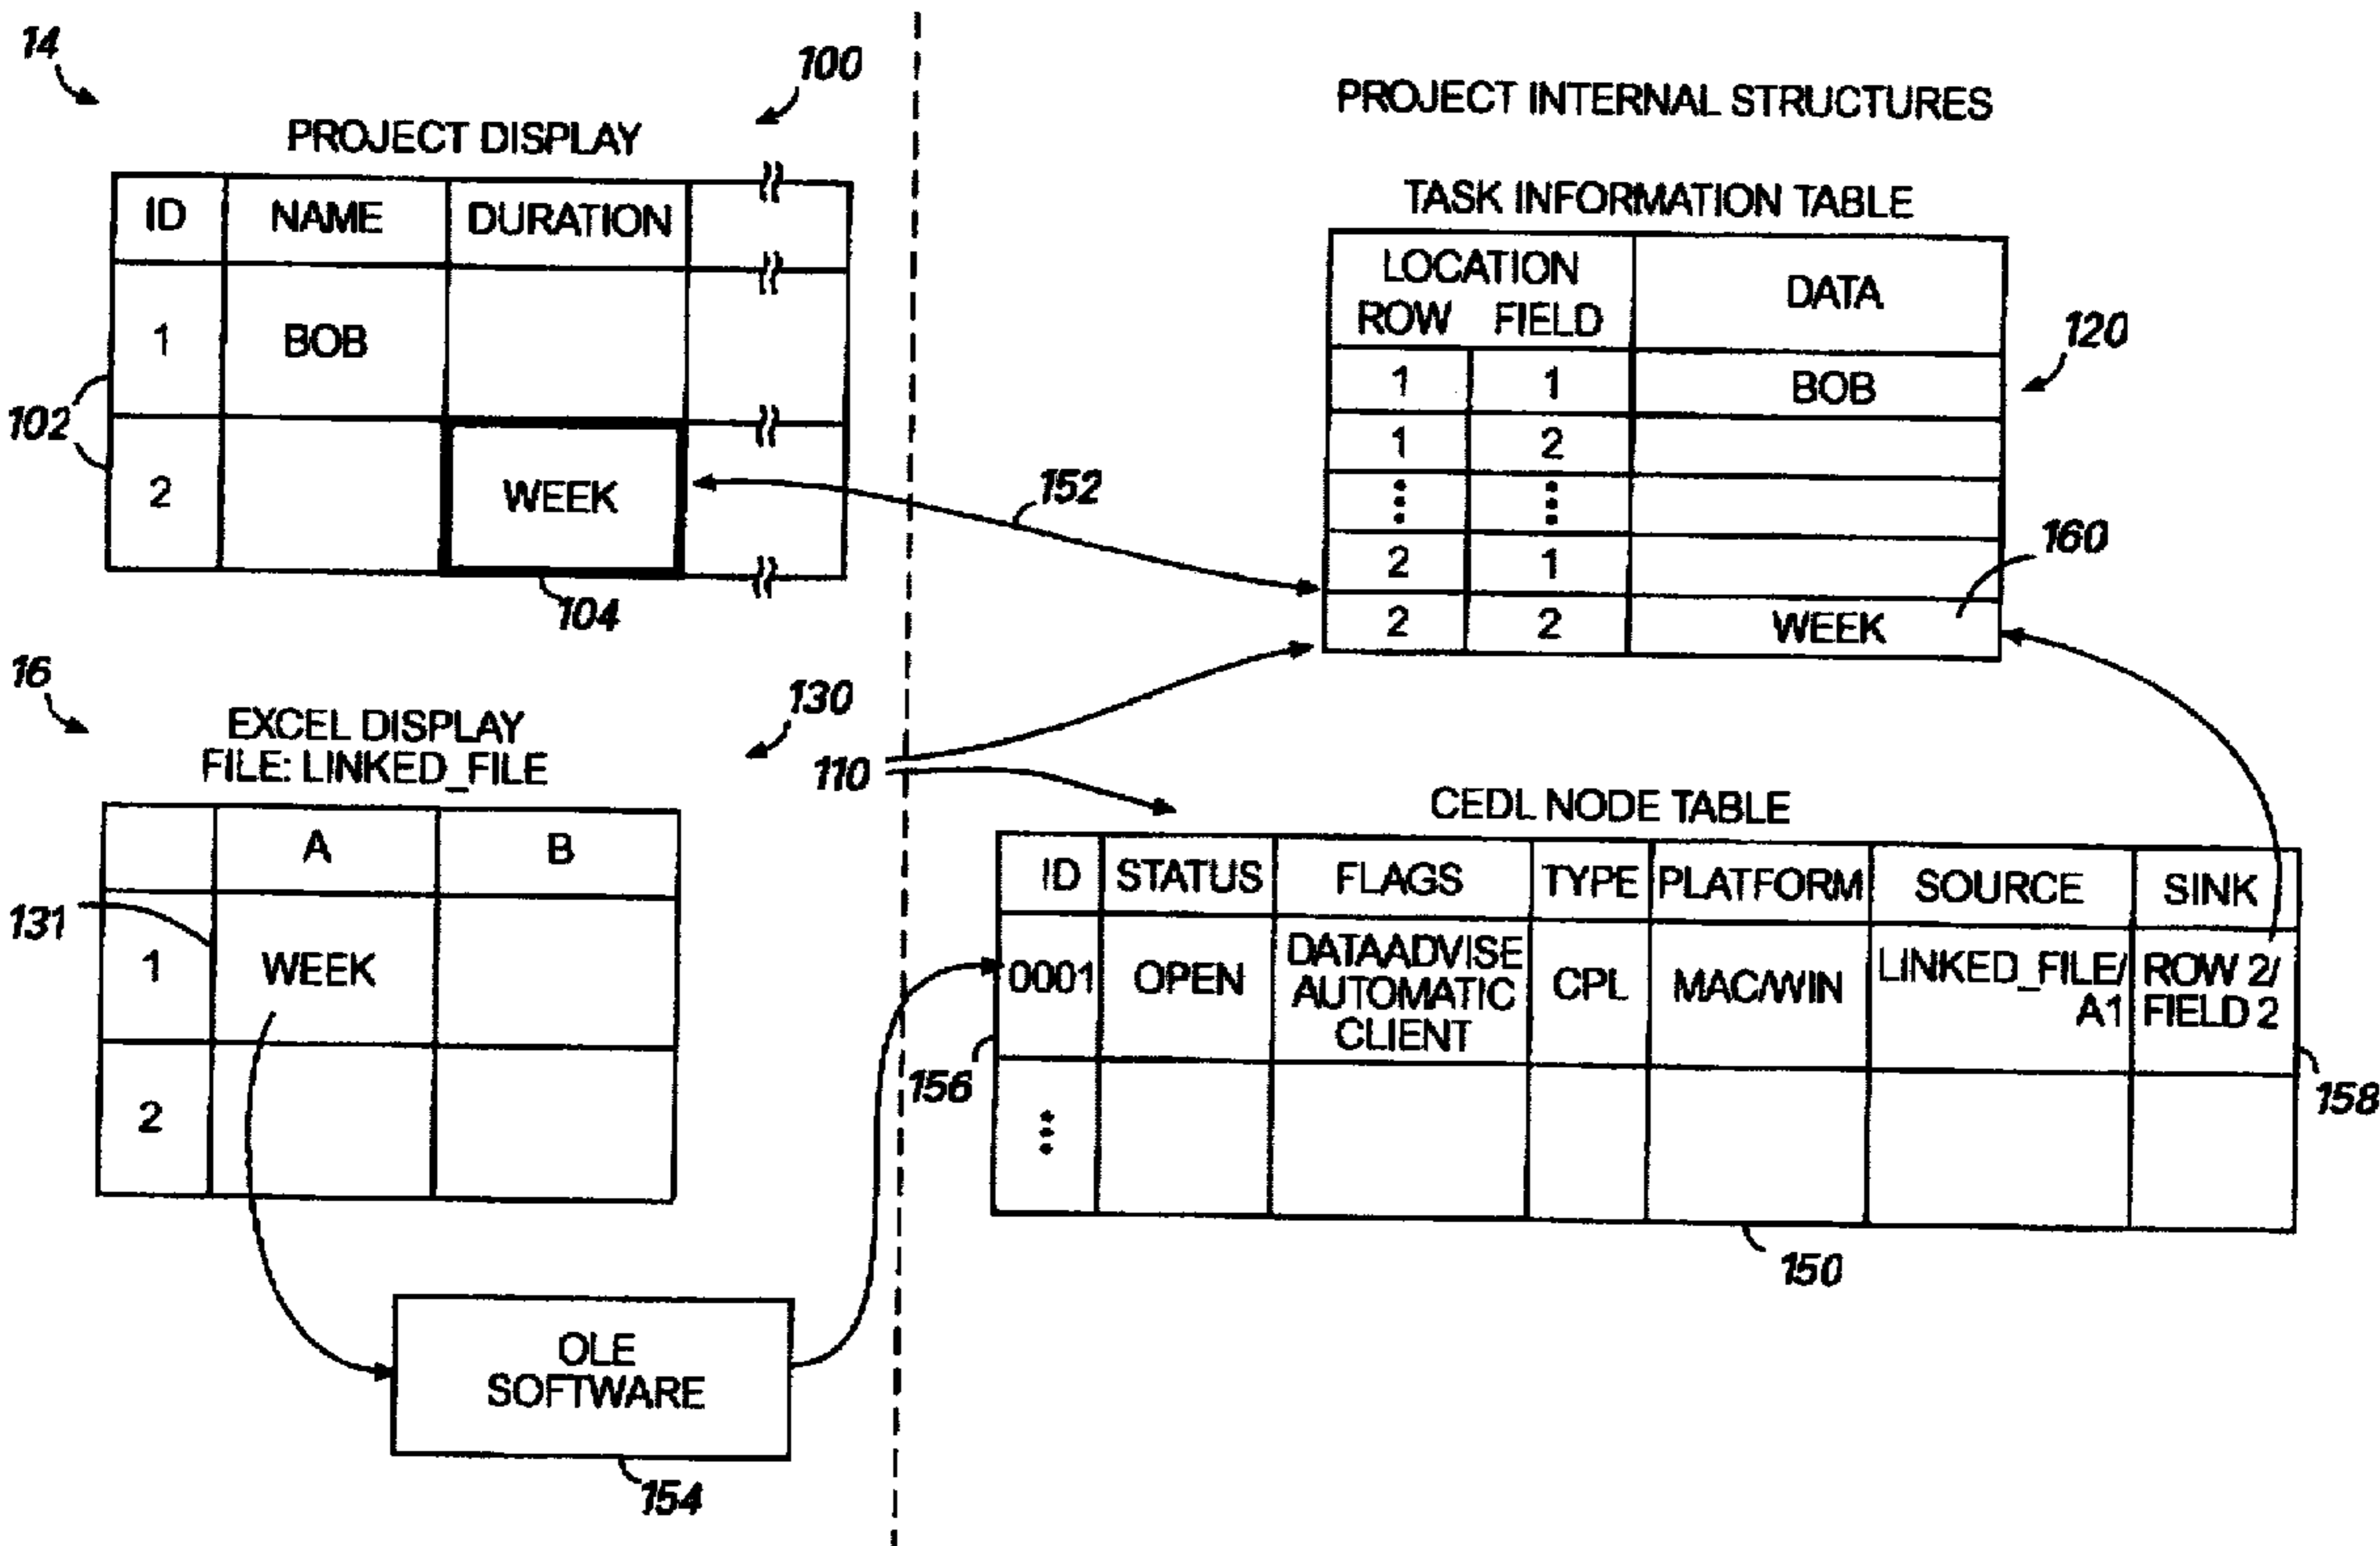 14
100
PROJECT DISPLAY
ID NAME DURATION
1 BOB
102
2 WEEK
104
152
PROJECT INTERNAL STRUCTURES
TASK INFORMATION TABLE
LOCATION DATA
ROW FIELD
120
1 1 BOB
1 2
2 1
160
2 2 WEEK
16
130
EXCEL DISPLAY
FILE: LINKED_FILE
110
A B
131
1 WEEK
2
OLE
SOFTWARE
154
CEDL NODE TABLE
ID STATUS FLAGS TYPE PLATFORM SOURCE SINK
0001 OPEN DATAADVISE AUTOMATIC CLIENT CPL MAC/WIN LINKED_FILE/ A1 ROW 2/ FIELD 2
156
158
150